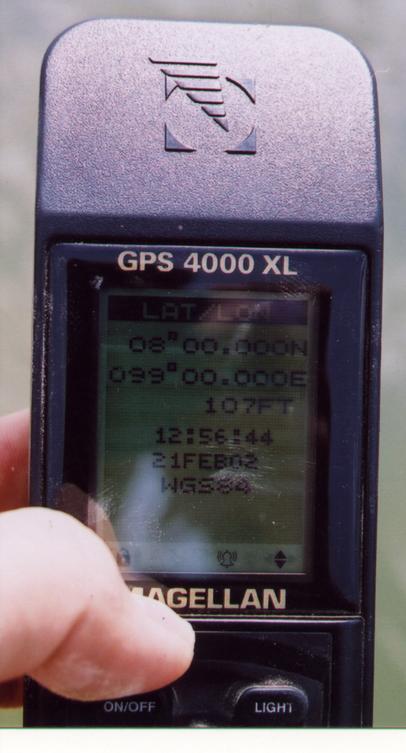 GPS 4000 XL
LAT/LON
08°00.000N
099°00.000E
107FT
12:56:44
21FEB02
WGS84
MAGELLAN
ON/OFF
LIGHT